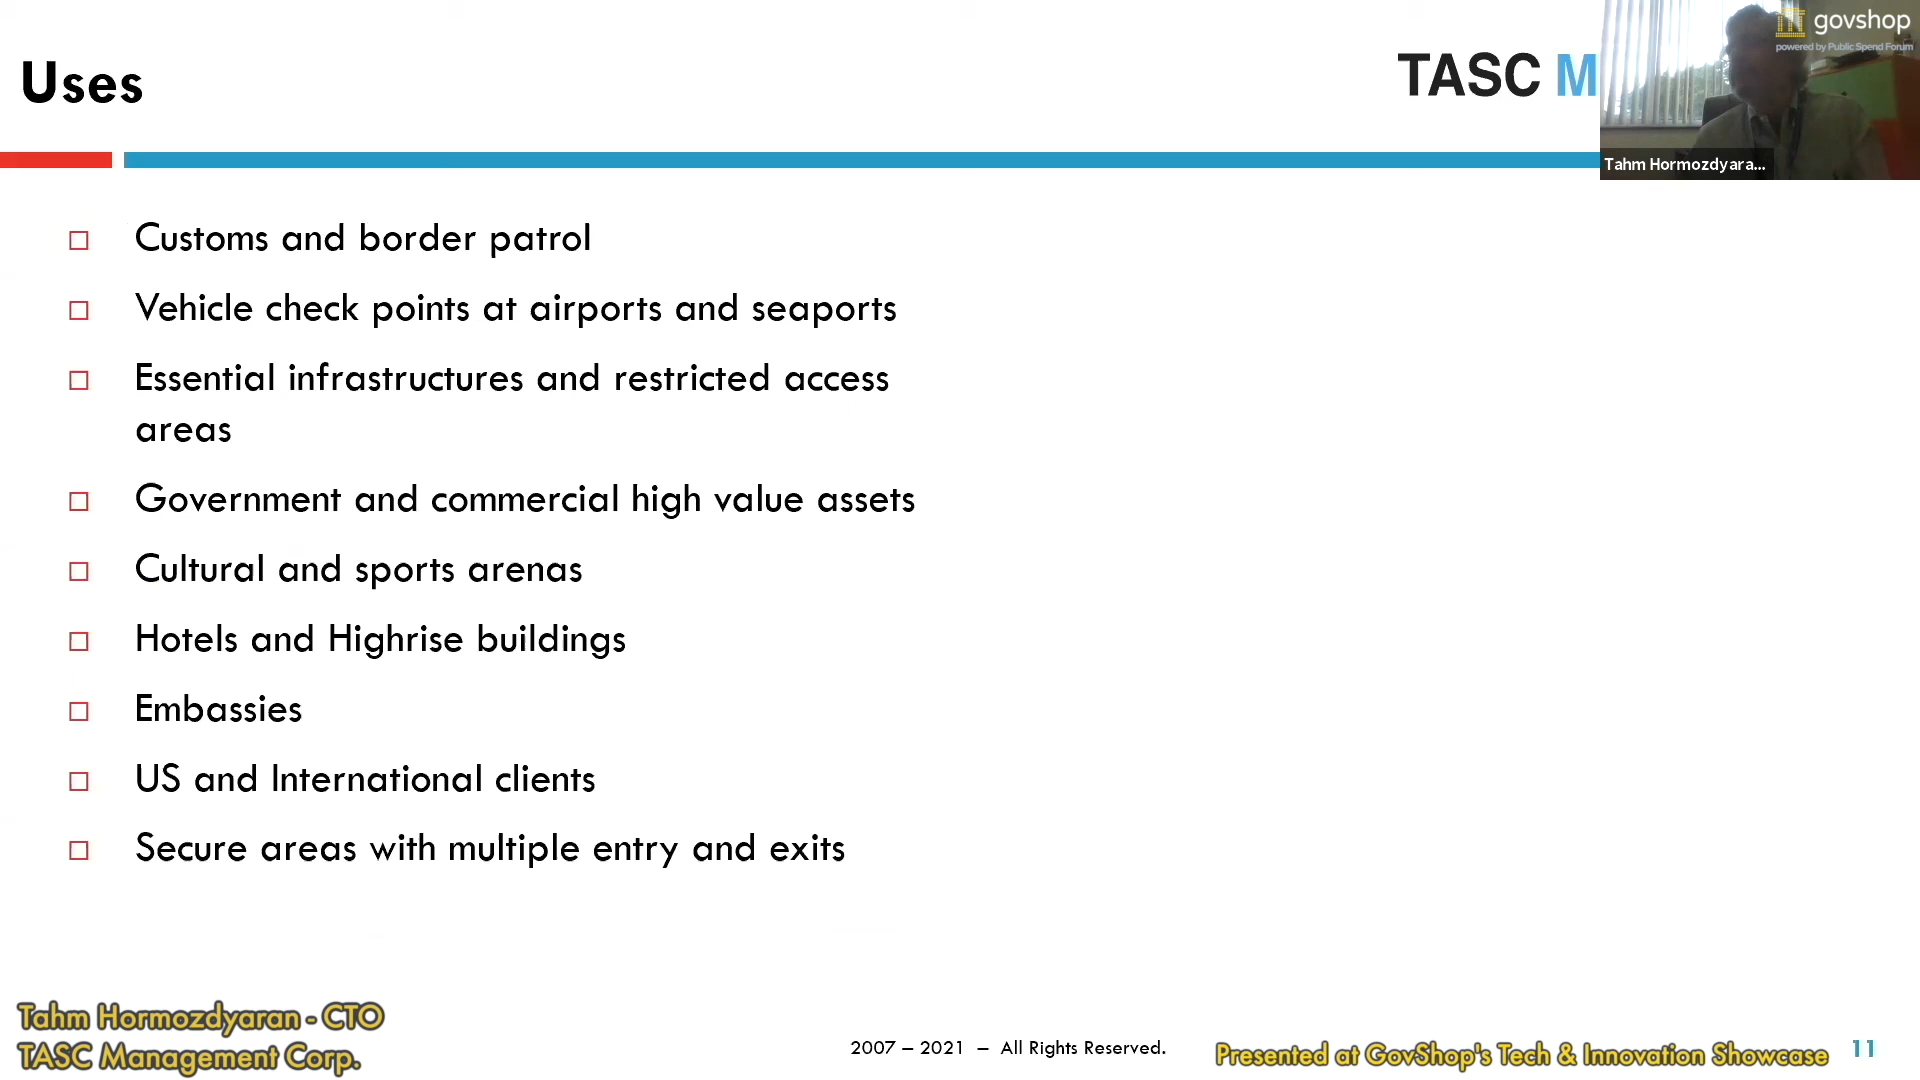 govshop
powered by Public Spend Forum
Uses
TASC M
Tahm Hormozdyara...
Customs and border patrol
Vehicle check points at airports and seaports
Essential infrastructures and restricted access
areas
Government and commercial high value assets
Cultural and sports arenas
Hotels and Highrise buildings
Embassies
US and International clients
Secure areas with multiple entry and exits
Tahm Hormozdyaran - CTO
TASC Management Corp.
2007 – 2021 – All Rights Reserved.
Presented at GovShop's Tech & Innovation Showcase
11